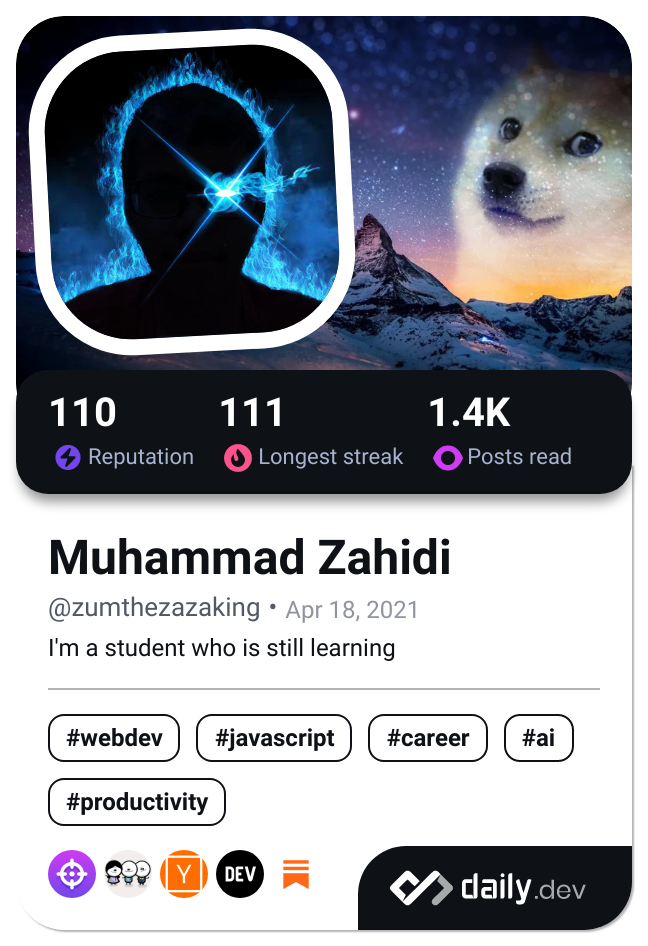 110 111 1.4K
Reputation Longest streak Posts read
Muhammad Zahidi
@zumthezazaking • Apr 18, 2021
I'm a student who is still learning
#webdev #javascript #career #ai
#productivity
Y DEV
daily.dev